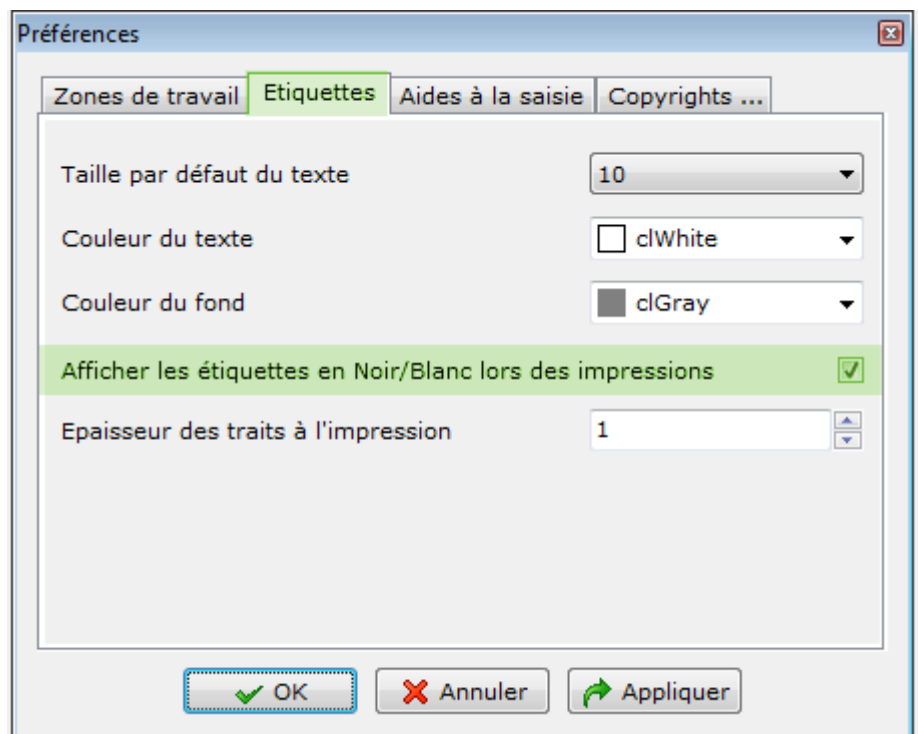 Préférences
Zones de travail Etiquettes Aides à la saisie Copyrights ...
Taille par défaut du texte 10
Couleur du texte clWhite
Couleur du fond clGray
Afficher les étiquettes en Noir/Blanc lors des impressions
Epaisseur des traits à l'impression 1
OK Annuler Appliquer